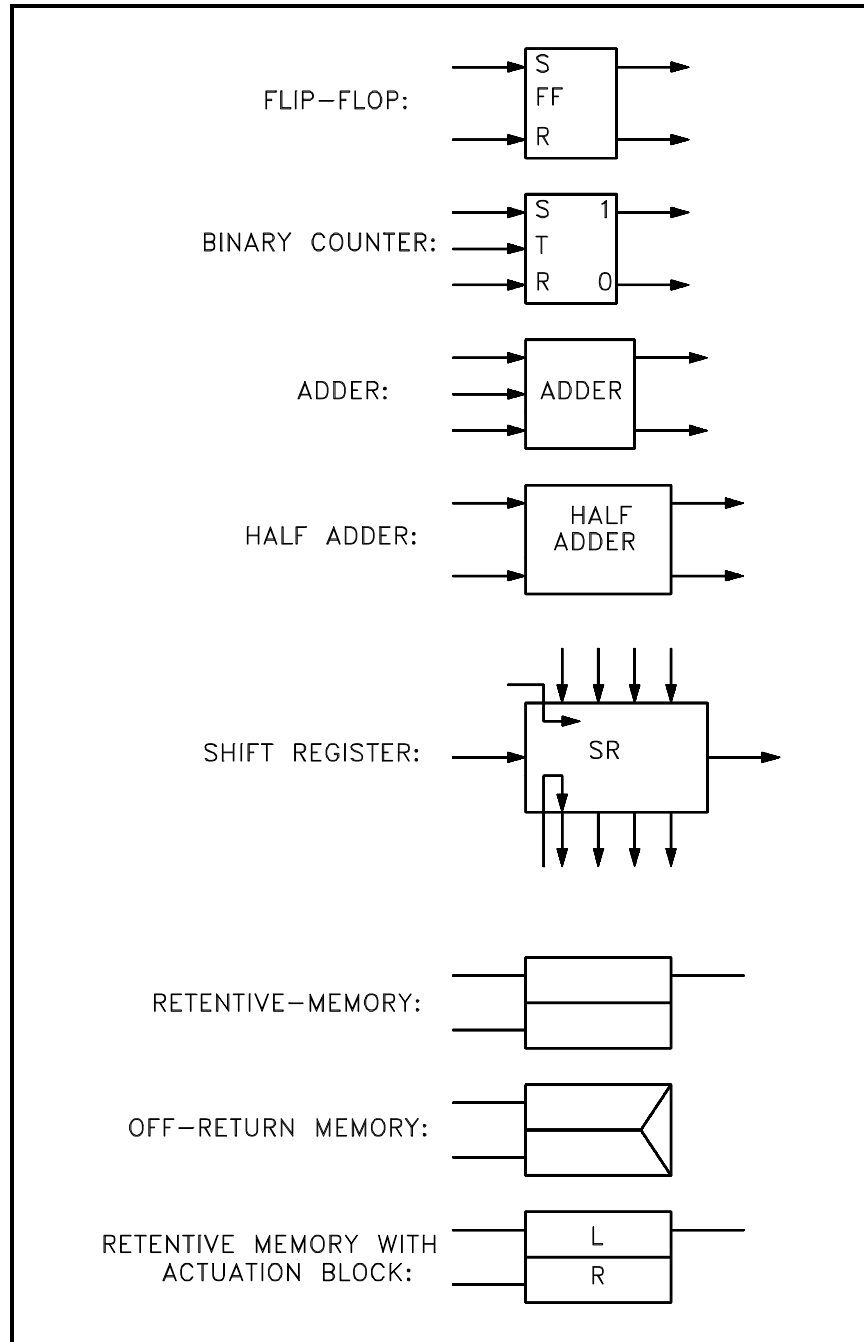 S
FLIP-FLOP:
FF
R
S 1
BINARY COUNTER:
T
R 0
ADDER:
ADDER
HALF ADDER:
HALF
ADDER
SHIFT REGISTER:
SR
RETENTIVE-MEMORY:
OFF-RETURN MEMORY:
RETENTIVE MEMORY WITH
ACTUATION BLOCK:
L
R